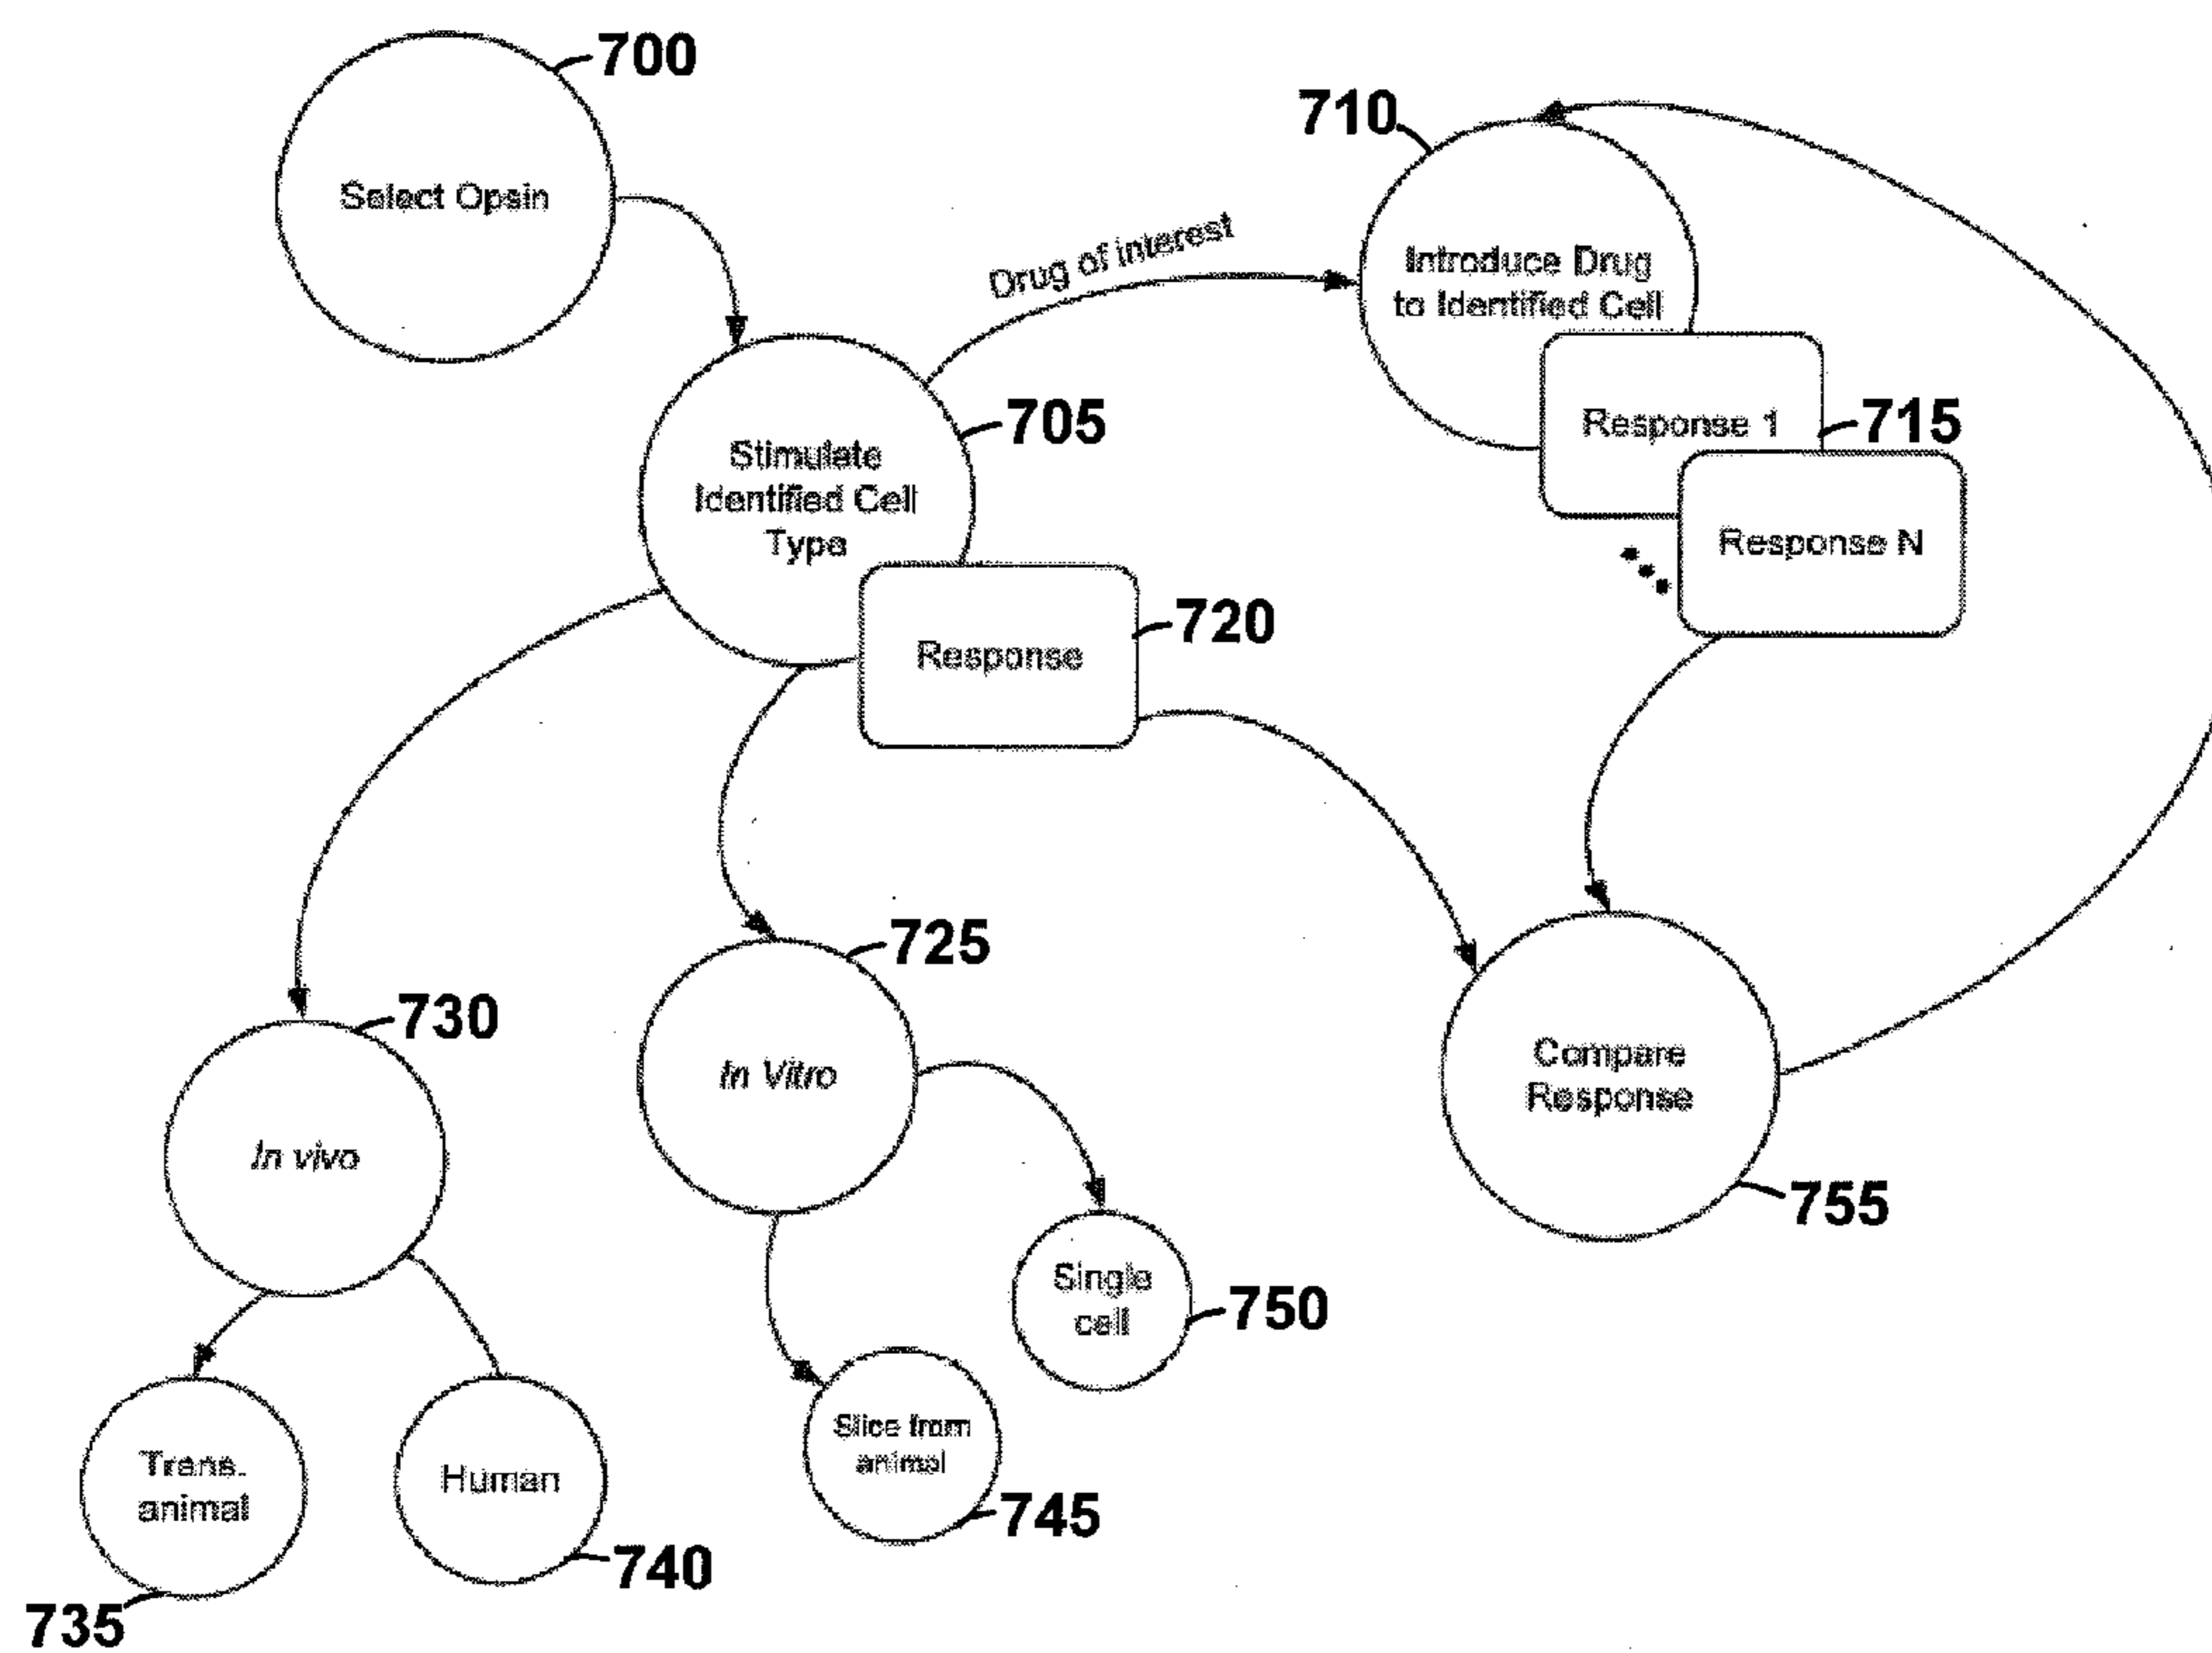 700
Select Opsin
710
Drug of interest
Introduce Drug
to Identified Cell
705
Response 1
715
Stimulate
Identified Cell
Type
Response N
720
Response
725
730
In Vitro
Compare
Response
In vivo
755
Single
cell
750
Slice from
animal
Trans.
animal
Human
745
740
735